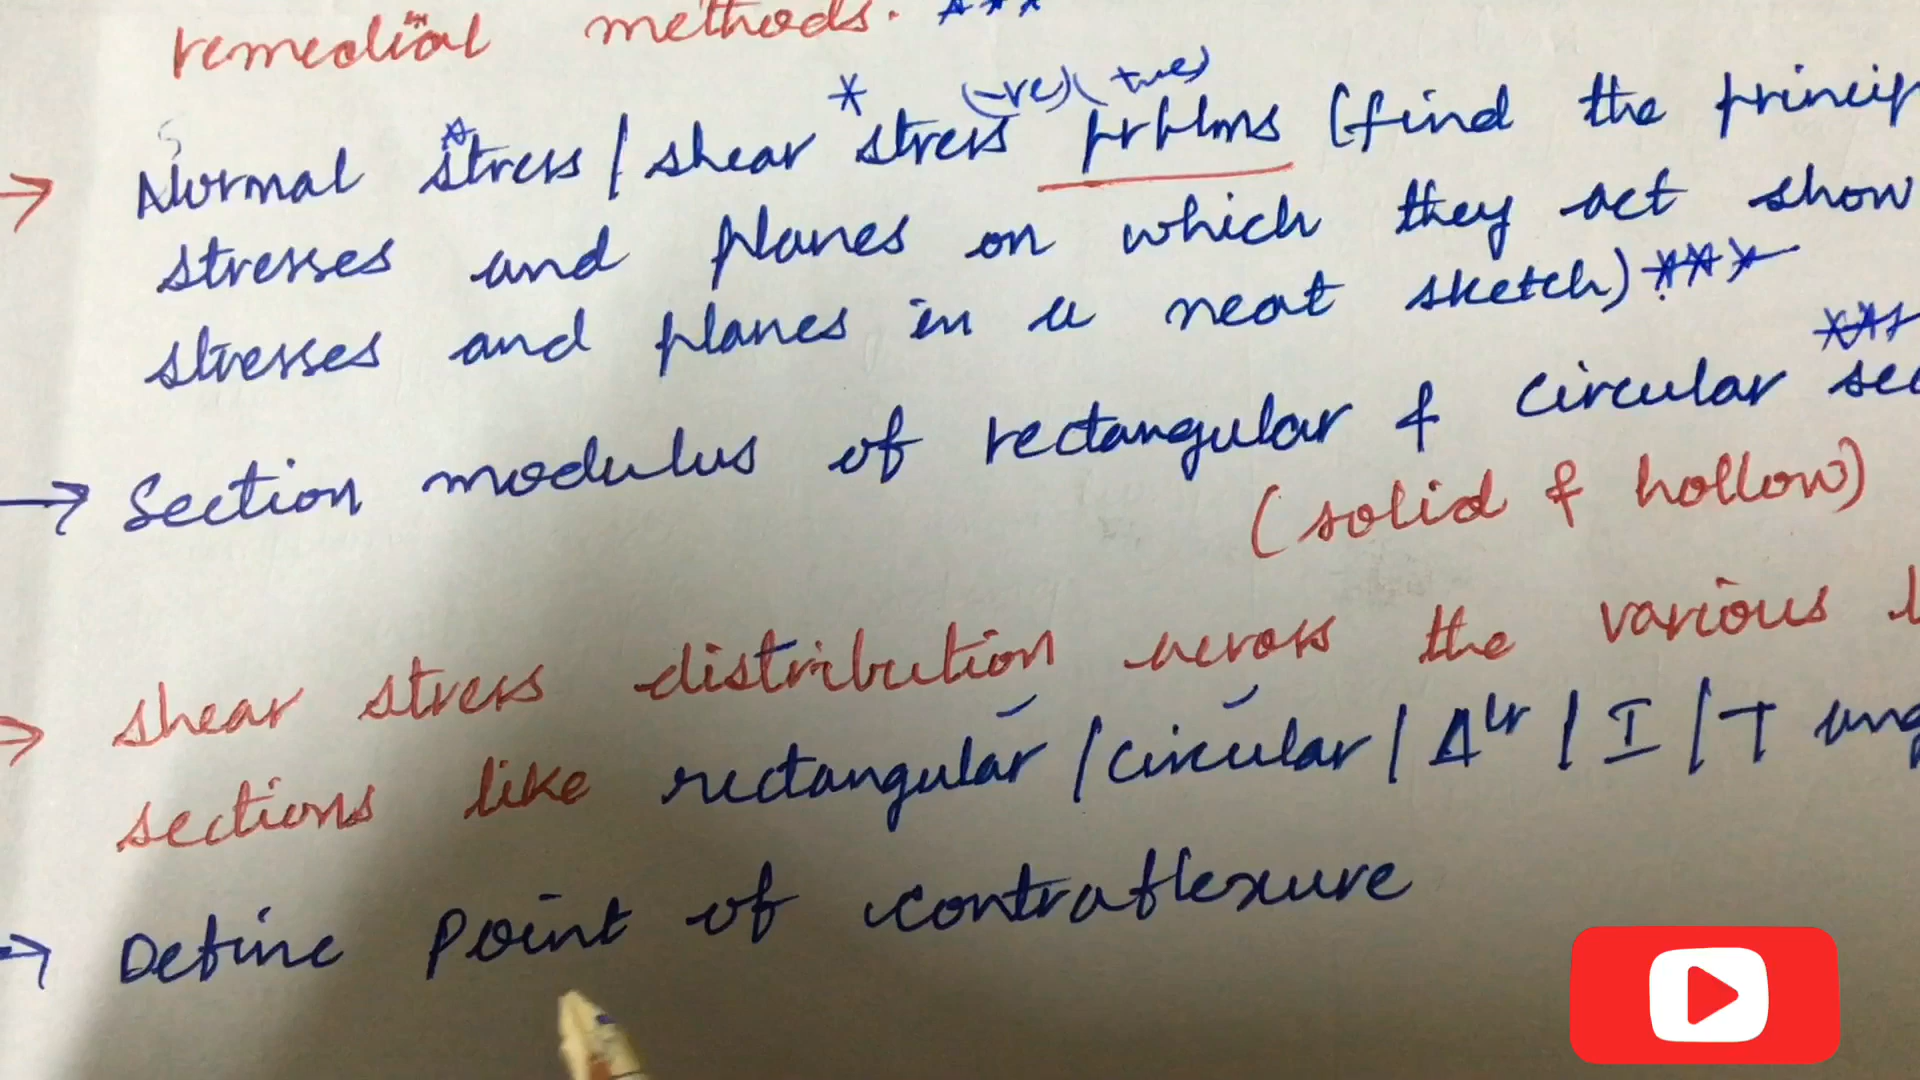 remedial methods. ***
* * (-ve) (+ve)
→ Normal stress / shear stress prblms (find the princip
stresses and planes on which they act show
stresses and planes in a neat sketch) ***
***
→ Section modulus of rectangular & circular sec
(solid & hollow)
→ shear stress distribution across the various
sections like rectangular / circular / Δlr / I / T ang
→ Define point of contraflexure